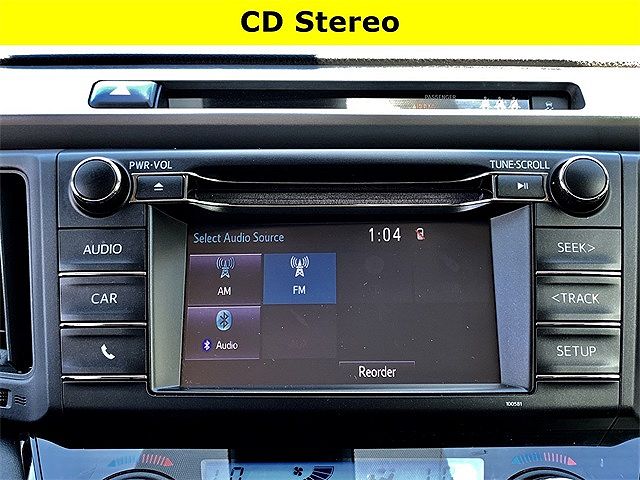 CD Stereo
PASSENGER
PWR·VOL
TUNE·SCROLL
Select Audio Source 1:04
AUDIO
SEEK>
AM FM
CAR
<TRACK
Audio
SETUP
Reorder
100581